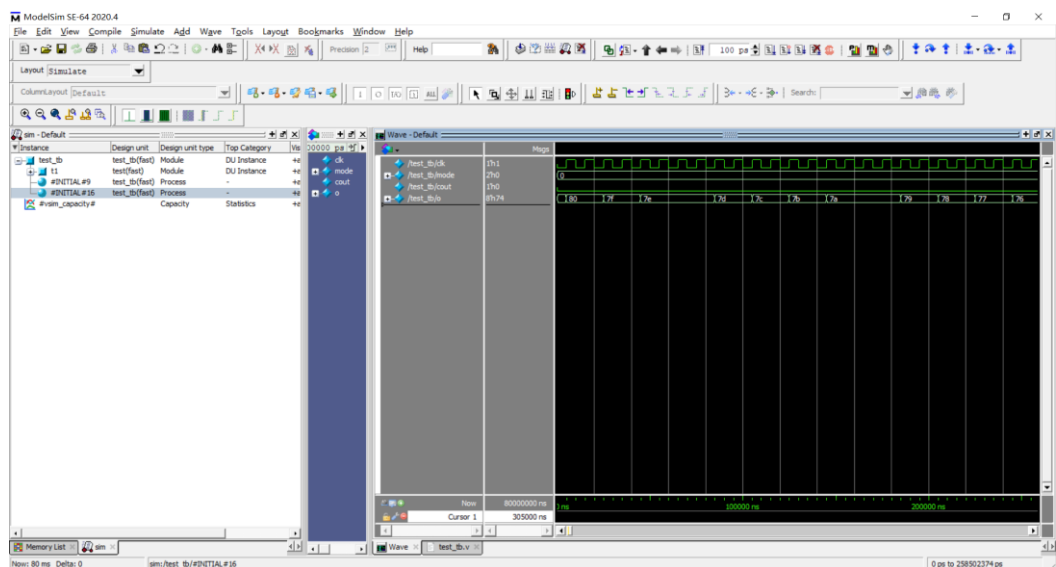 ModelSim SE-64 2020.4
File Edit View Compile Simulate Add Wave Tools Layout Bookmarks Window Help
Precision 2 Help 100 ps
Layout Simulate
ColumnLayout Default Search:
sim - Default
Wave - Default
Instance Design unit Design unit type Top Category
test_tb test_tb(fast) Module DU Instance
t1 test(fast) Module DU Instance
#INITIAL#9 test_tb(fast) Process -
#INITIAL#16 test_tb(fast) Process -
#vsim_capacity# Capacity Statistics
clk
mode
cout
o
Msgs
/test_tb/clk 1'h1
/test_tb/mode 2'h0 0
/test_tb/cout 1'h0
/test_tb/o 8'h74 80 7f 7e 7d 7c 7b 7a 79 78 77 76
Now 80000000 ns 100000 ns 200000 ns
Cursor 1 305000 ns
Memory List sim Wave test_tb.v
Now: 80 ms Delta: 0 sim:/test_tb/#INITIAL#16 0 ps to 258502374 ps